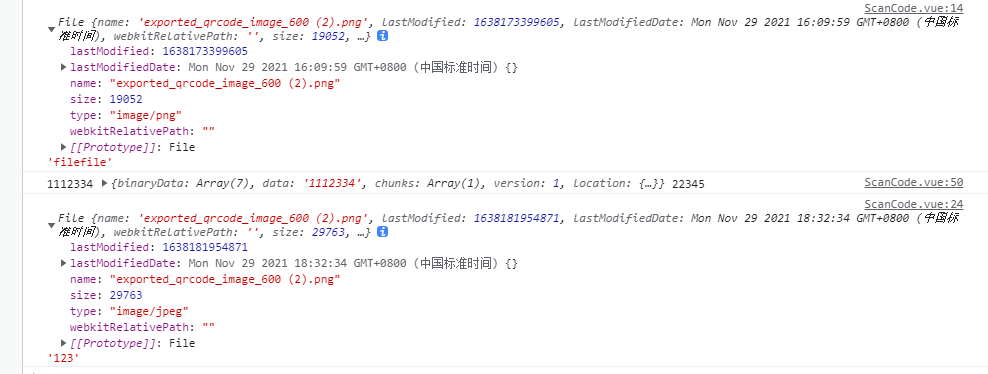 ScanCode.vue:14
File {name: 'exported_qrcode_image_600 (2).png', lastModified: 1638173399605, lastModifiedDate: Mon Nov 29 2021 16:09:59 GMT+0800 (中国标
准时间), webkitRelativePath: '', size: 19052, …}
lastModified: 1638173399605
lastModifiedDate: Mon Nov 29 2021 16:09:59 GMT+0800 (中国标准时间) {}
name: "exported_qrcode_image_600 (2).png"
size: 19052
type: "image/png"
webkitRelativePath: ""
[[Prototype]]: File
'filefile'
1112334 {binaryData: Array(7), data: '1112334', chunks: Array(1), version: 1, location: {…}} 22345 ScanCode.vue:50
ScanCode.vue:24
File {name: 'exported_qrcode_image_600 (2).png', lastModified: 1638181954871, lastModifiedDate: Mon Nov 29 2021 18:32:34 GMT+0800 (中国标
准时间), webkitRelativePath: '', size: 29763, …}
lastModified: 1638181954871
lastModifiedDate: Mon Nov 29 2021 18:32:34 GMT+0800 (中国标准时间) {}
name: "exported_qrcode_image_600 (2).png"
size: 29763
type: "image/jpeg"
webkitRelativePath: ""
[[Prototype]]: File
'123'